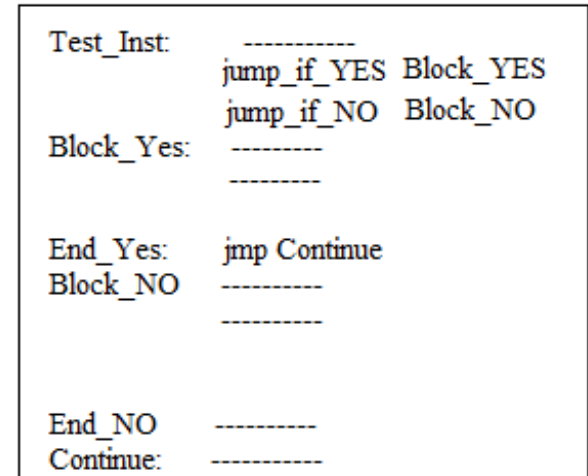 Test_Inst: -----------
jump_if_YES Block_YES
jump_if_NO Block_NO
Block_Yes: ---------
---------
End_Yes: jmp Continue
Block_NO ----------
----------
End_NO ----------
Continue: -----------